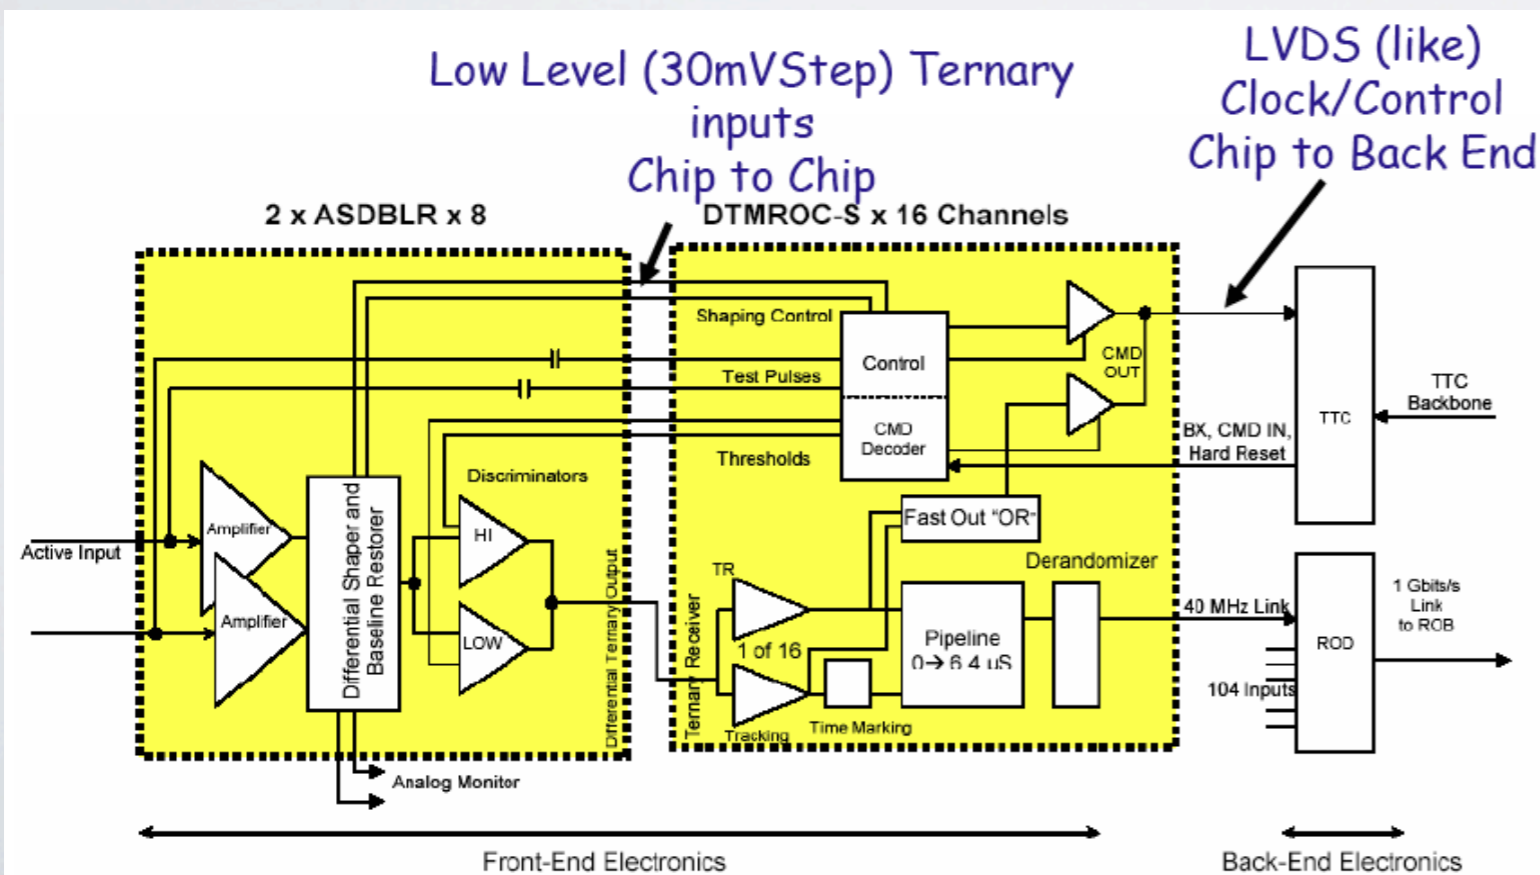 Low Level (30mVStep) Ternary
inputs
Chip to Chip
LVDS (like)
Clock/Control
Chip to Back End
2 x ASDBLR x 8
DTMROC-S x 16 Channels
Shaping Control
Control
Test Pulses
CMD
OUT
CMD
Decoder
Thresholds
TTC
TTC
Backbone
BX, CMD IN,
Hard Reset
Discriminators
HI
LOW
Amplifier
Amplifier
Active Input
Differential Shaper and
Baseline Restorer
Differential Ternary Output
Ternary Receiver
TR
1 of 16
Tracking
Time Marking
Fast Out "OR"
Pipeline
0→ 6.4 uS
Derandomizer
40 MHz Link
104 Inputs
ROD
1 Gbits/s
Link
to ROB
Analog Monitor
Front-End Electronics
Back-End Electronics